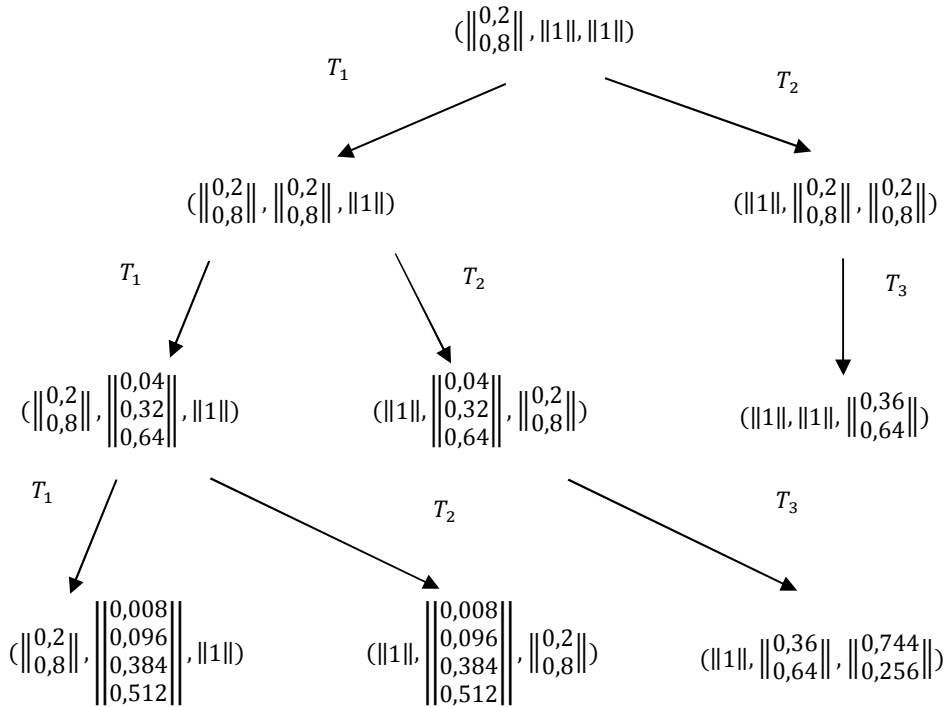 (‖0,2 0,8‖, ‖1‖, ‖1‖)
T₁ T₂
(‖0,2 0,8‖, ‖0,2 0,8‖, ‖1‖) (‖1‖, ‖0,2 0,8‖, ‖0,2 0,8‖)
T₁ T₂ T₃
(‖0,2 0,8‖, ‖0,04 0,32 0,64‖, ‖1‖) (‖1‖, ‖0,04 0,32 0,64‖, ‖0,2 0,8‖) (‖1‖, ‖1‖, ‖0,36 0,64‖)
T₁ T₂ T₃
(‖0,2 0,8‖, ‖0,008 0,096 0,384 0,512‖, ‖1‖) (‖1‖, ‖0,008 0,096 0,384 0,512‖, ‖0,2 0,8‖) (‖1‖, ‖0,36 0,64‖, ‖0,744 0,256‖)